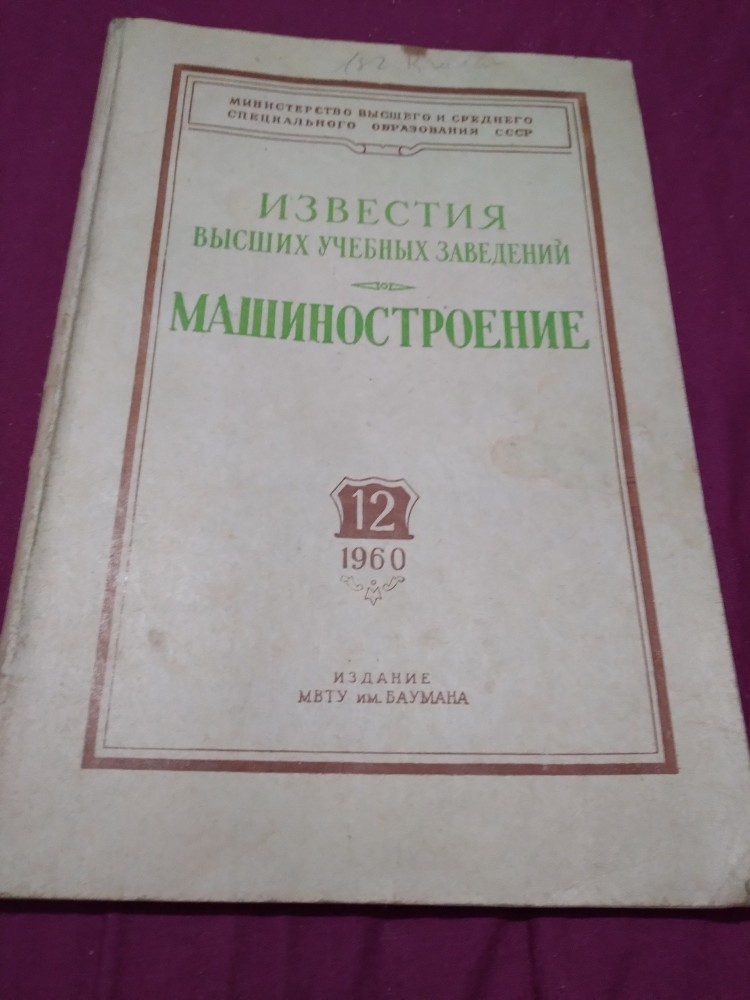 МИНИСТЕРСТВО ВЫСШЕГО И СРЕДНЕГО
СПЕЦИАЛЬНОГО ОБРАЗОВАНИЯ СССР
ИЗВЕСТИЯ
ВЫСШИХ УЧЕБНЫХ ЗАВЕДЕНИЙ
МАШИНОСТРОЕНИЕ
12
1960
ИЗДАНИЕ
МВТУ им. БАУМАНА